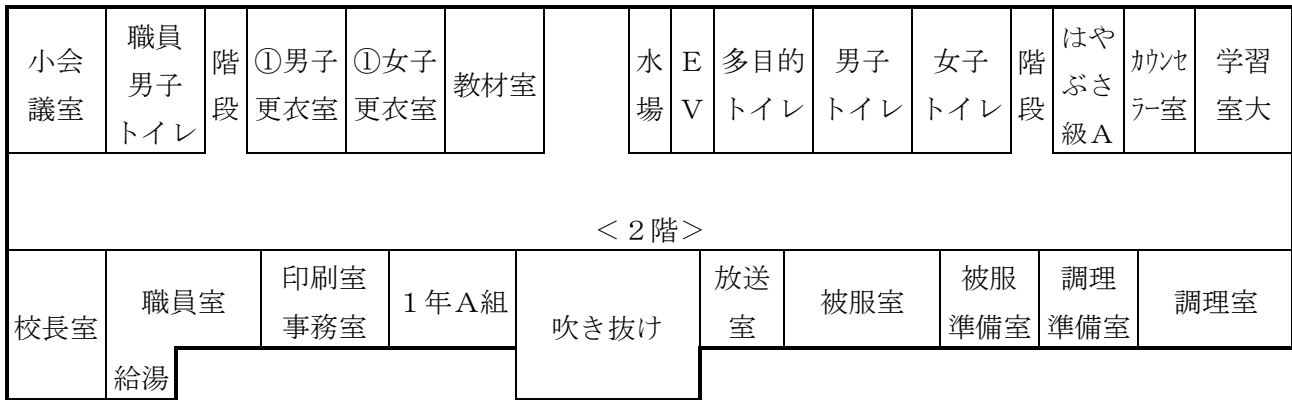 小会
議室
職員
男子
トイレ
階
段
①男子
更衣室
①女子
更衣室
教材室
水
場
E
V
多目的
トイレ
男子
トイレ
女子
トイレ
階
段
はや
ぶさ
級A
ｶｳﾝｾ
ﾗｰ室
学習
室大
＜２階＞
校長室
職員室
給湯
印刷室
事務室
１年A組
吹き抜け
放送
室
被服室
被服
準備室
調理
準備室
調理室